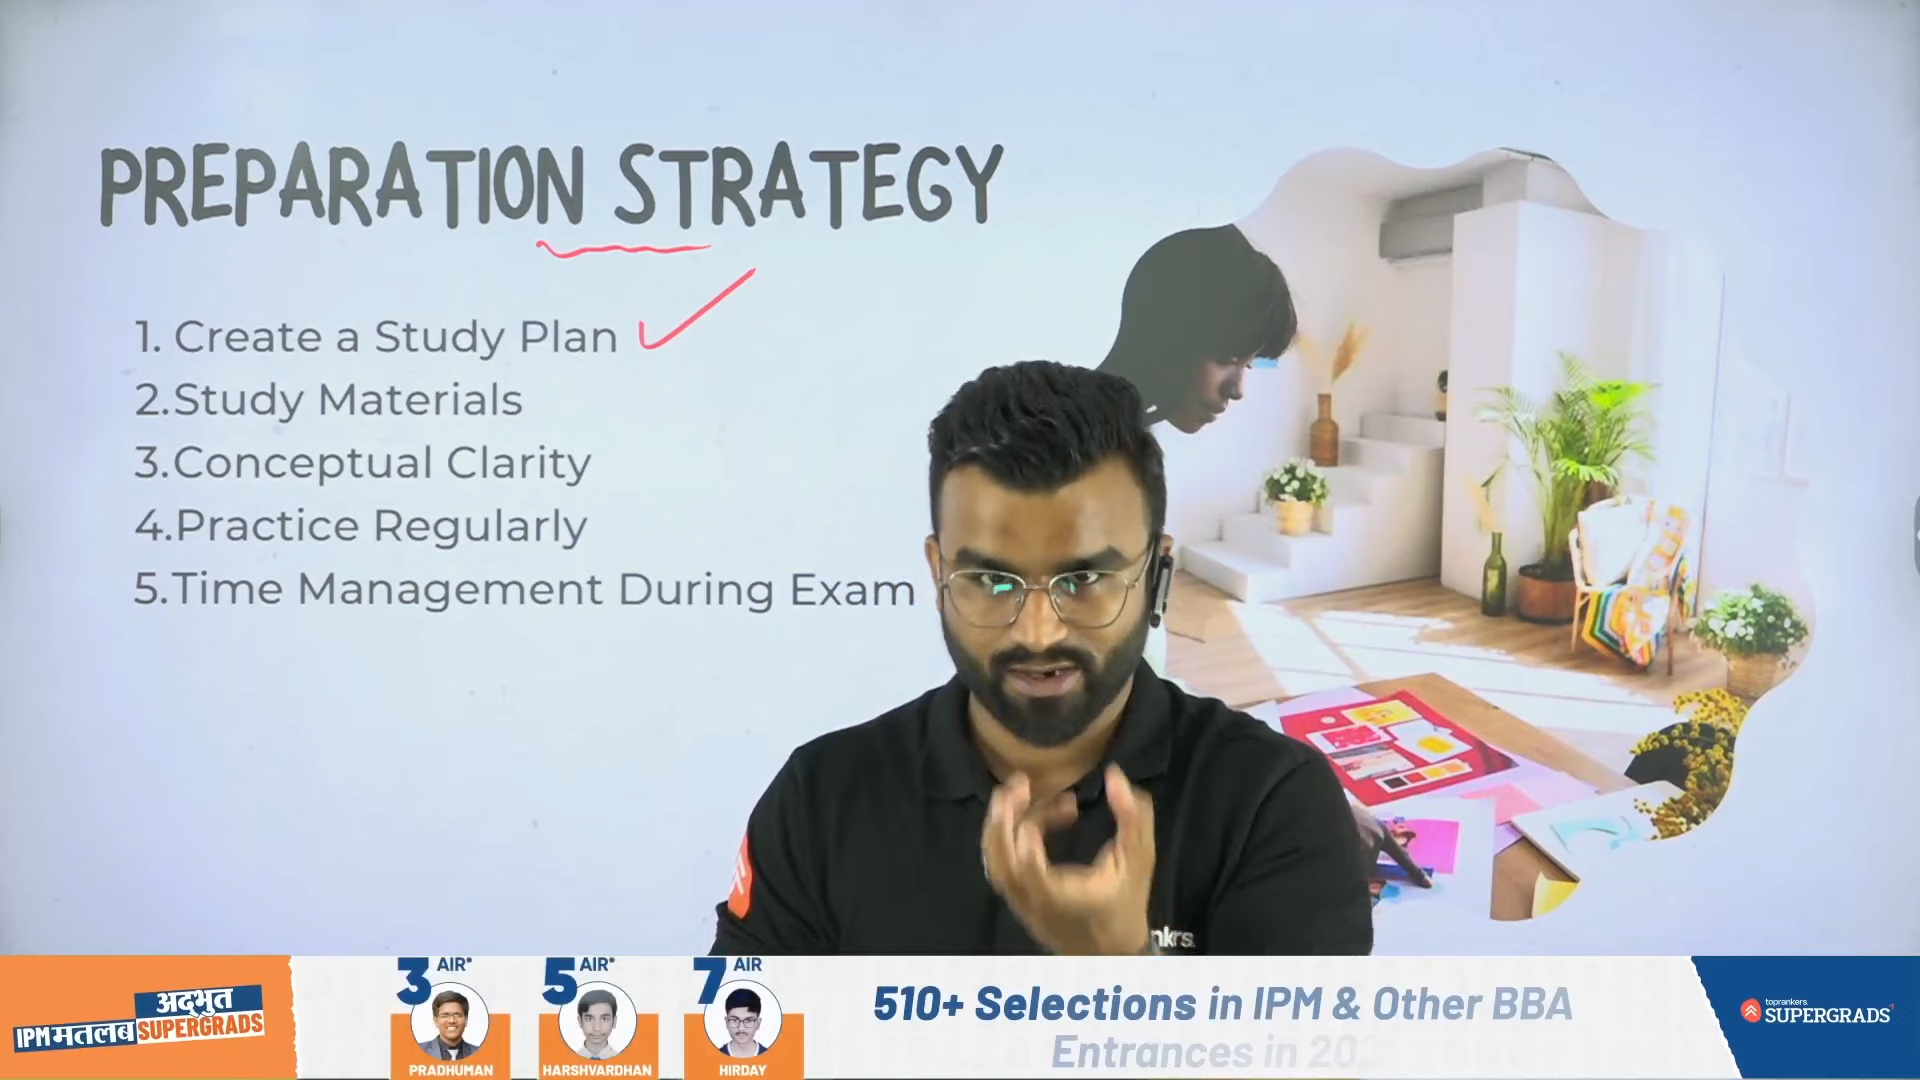 PREPARATION STRATEGY
1. Create a Study Plan
2. Study Materials
3. Conceptual Clarity
4. Practice Regularly
5. Time Management During Exam
nkrs.
IPM मतलब
अद्भुत
SUPERGRADS
3 AIR*
PRADHUMAN
5 AIR*
HARSHVARDHAN
7 AIR
HIRDAY
510+ Selections in IPM & Other BBA
Entrances in
toprankers
SUPERGRADS